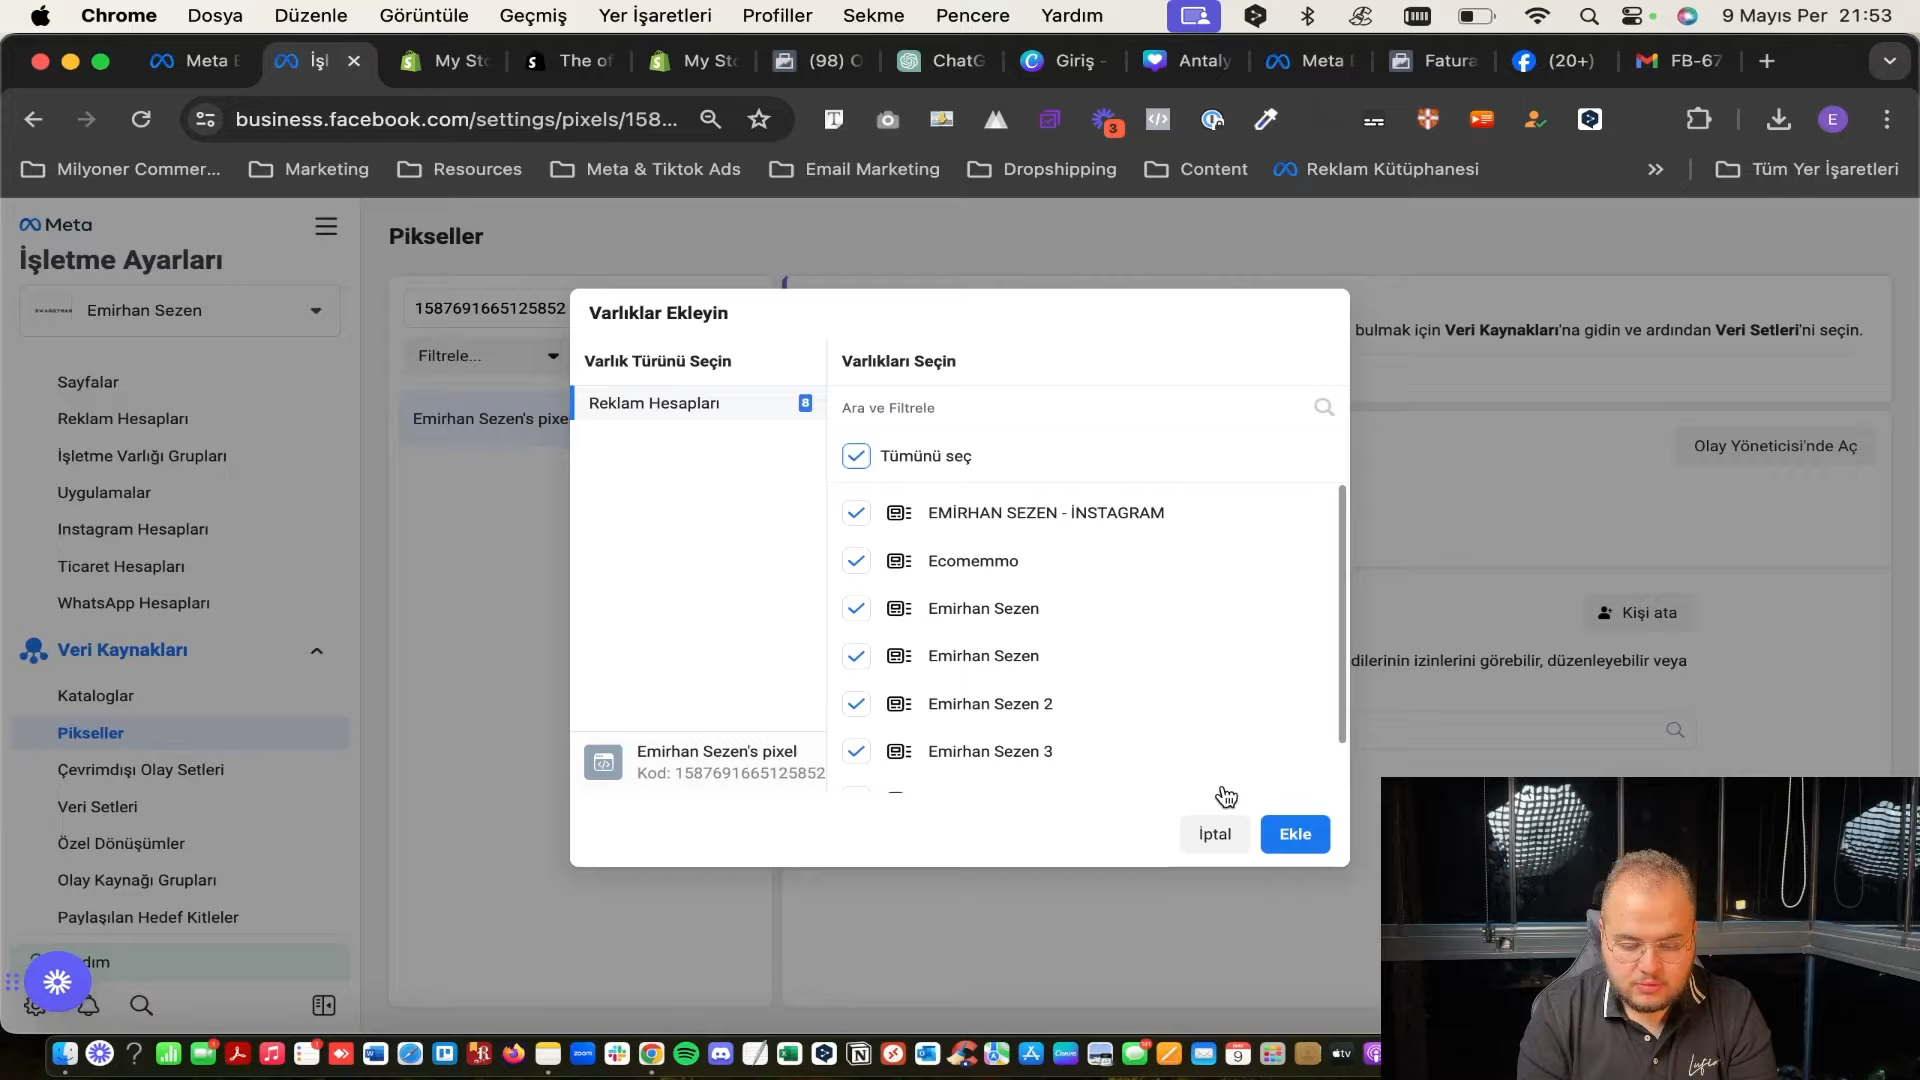 Chrome Dosya Düzenle Görüntüle Geçmiş Yer İşaretleri Profiller Sekme Pencere Yardım 9 Mayıs Per 21:53
Meta İşl My Sto The of My Sto (98) ChatG Giriş - Antaly Meta Fatura (20+) FB-67
business.facebook.com/settings/pixels/158... 3 E
Milyoner Commer... Marketing Resources Meta & Tiktok Ads Email Marketing Dropshipping Content Reklam Kütüphanesi Tüm Yer İşaretleri
Meta
İşletme Ayarları
Emirhan Sezen
Sayfalar
Reklam Hesapları
İşletme Varlığı Grupları
Uygulamalar
Instagram Hesapları
Ticaret Hesapları
WhatsApp Hesapları
Veri Kaynakları
Kataloglar
Pikseller
Çevrimdışı Olay Setleri
Veri Setleri
Özel Dönüşümler
Olay Kaynağı Grupları
Paylaşılan Hedef Kitleler
Pikseller
1587691665125852
Filtrele...
Emirhan Sezen's pixe
bulmak için Veri Kaynakları'na gidin ve ardından Veri Setleri'ni seçin.
Olay Yöneticisi'nde Aç
Kişi ata
dilerinin izinlerini görebilir, düzenleyebilir veya
Varlıklar Ekleyin
Varlık Türünü Seçin
Reklam Hesapları 8
Emirhan Sezen's pixel
Kod: 1587691665125852
Varlıkları Seçin
Ara ve Filtrele
Tümünü seç
EMİRHAN SEZEN - İNSTAGRAM
Ecomemmo
Emirhan Sezen
Emirhan Sezen
Emirhan Sezen 2
Emirhan Sezen 3
İptal Ekle
zoom 9 tv